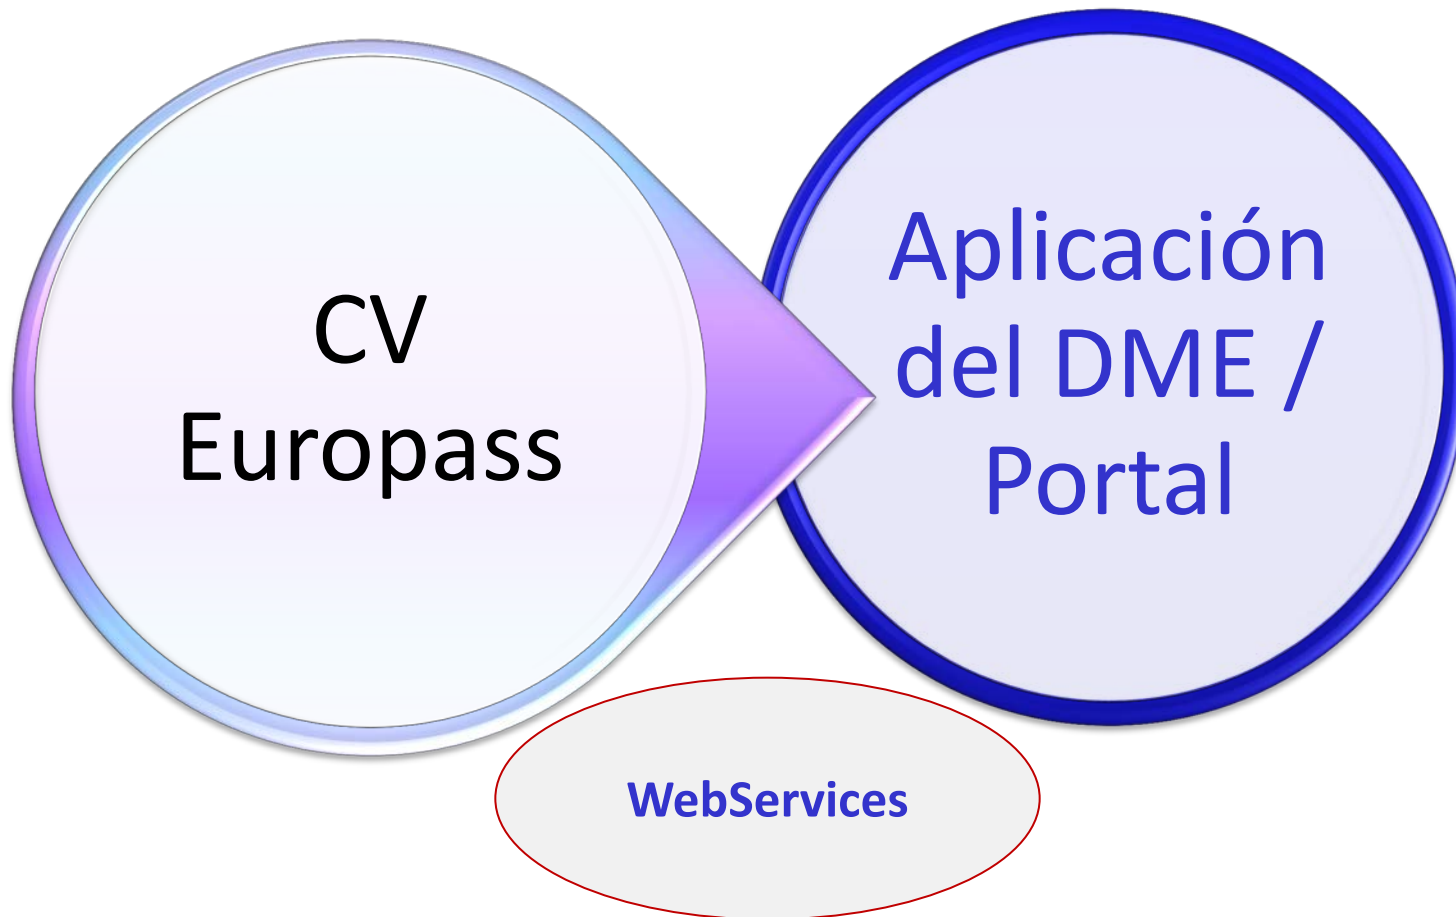 CV
Europass
Aplicación
del DME /
Portal
WebServices